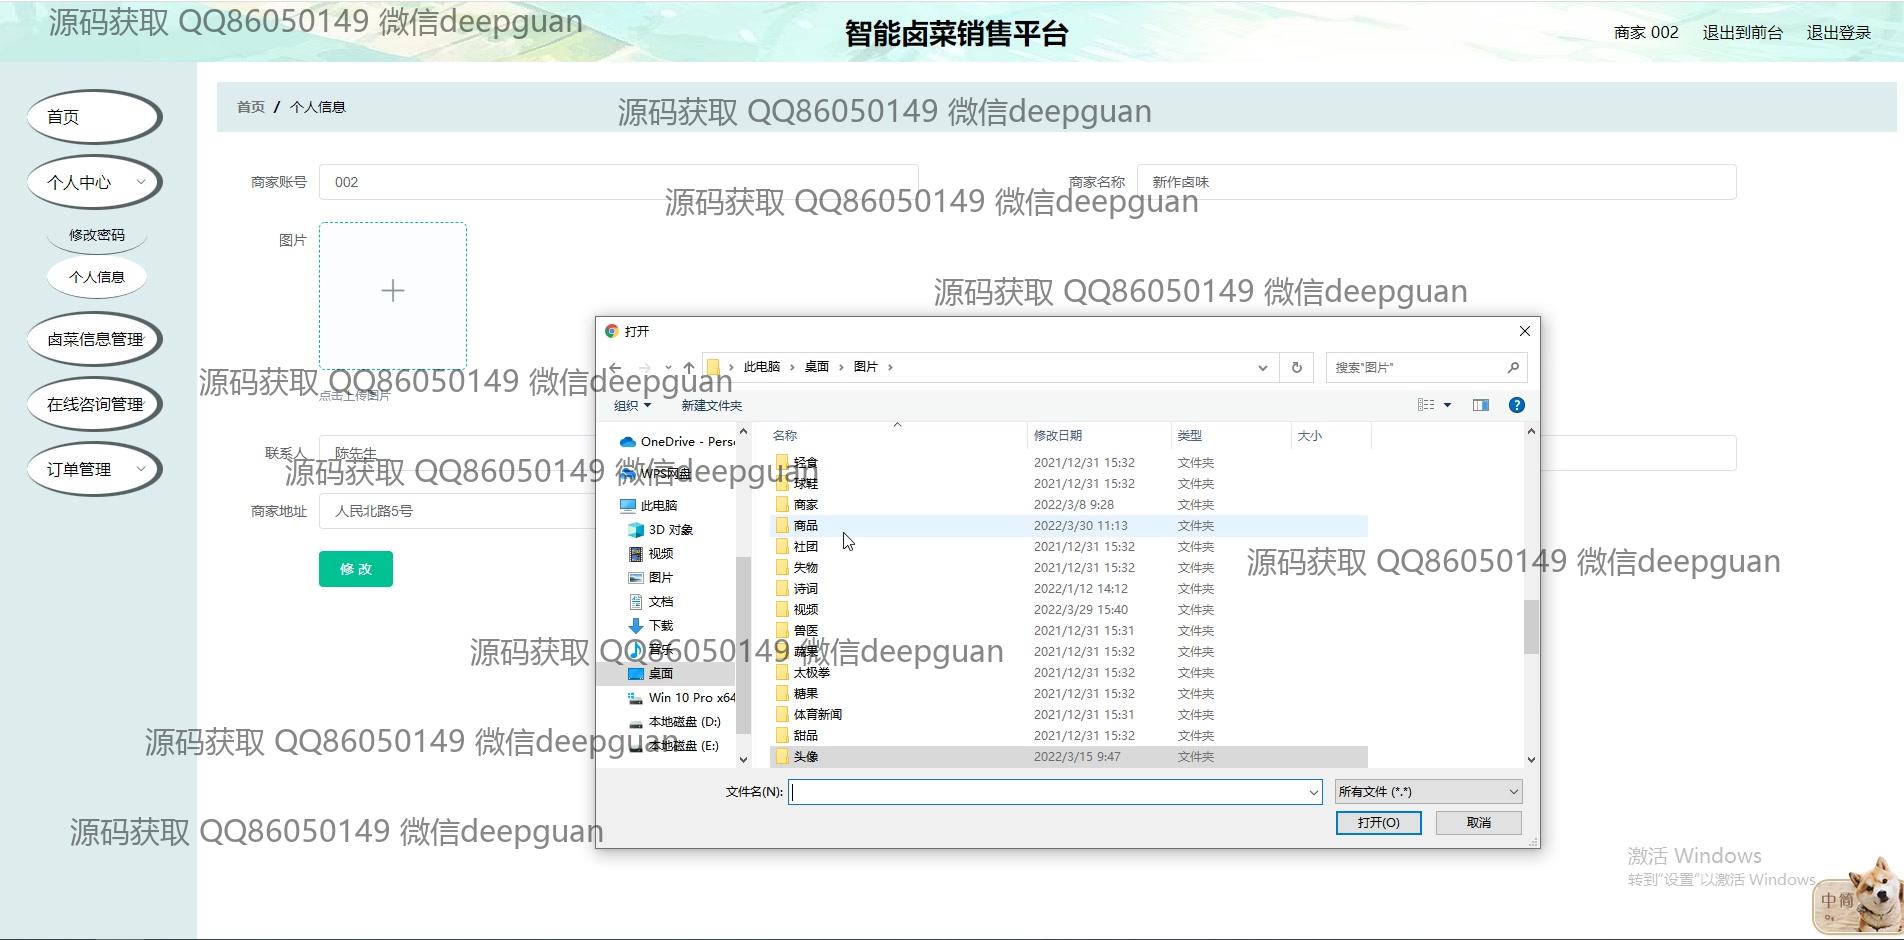 源码获取 QQ86050149 微信deepguan
智能卤菜销售平台
商家 002 退出到前台 退出登录
首页
个人中心
修改密码
个人信息
卤菜信息管理
在线咨询管理
订单管理
首页 / 个人信息
源码获取 QQ86050149 微信deepguan
商家账号 002
商家名称 新作卤味
源码获取 QQ86050149 微信deepguan
图片
源码获取 QQ86050149 微信deepguan
源码获取 QQ86050149 微信deepguan
点击上传图片
联系人 陈先生
源码获取 QQ86050149 微信deepguan
商家地址 人民北路5号
修改
打开
此电脑 › 桌面 › 图片 ›
搜索"图片"
组织 新建文件夹
OneDrive - Pers
WPS网盘
此电脑
3D 对象
视频
图片
文档
下载
音乐
桌面
Win 10 Pro x64
本地磁盘 (D:)
本地磁盘 (E:)
名称 修改日期 类型 大小
轻食 2021/12/31 15:32 文件夹
球鞋 2021/12/31 15:32 文件夹
商家 2022/3/8 9:28 文件夹
商品 2022/3/30 11:13 文件夹
社团 2021/12/31 15:32 文件夹
失物 2021/12/31 15:32 文件夹
诗词 2022/1/12 14:12 文件夹
视频 2022/3/29 15:40 文件夹
兽医 2021/12/31 15:31 文件夹
蔬果 2021/12/31 15:32 文件夹
太极拳 2021/12/31 15:32 文件夹
糖果 2021/12/31 15:32 文件夹
体育新闻 2021/12/31 15:31 文件夹
甜品 2021/12/31 15:32 文件夹
头像 2022/3/15 9:47 文件夹
文件名(N):
所有文件 (*.*)
打开(O) 取消
源码获取 QQ86050149 微信deepguan
源码获取 QQ86050149 微信deepguan
源码获取 QQ86050149 微信deepguan
源码获取 QQ86050149 微信deepguan
激活 Windows
转到"设置"以激活 Windows。
中 简